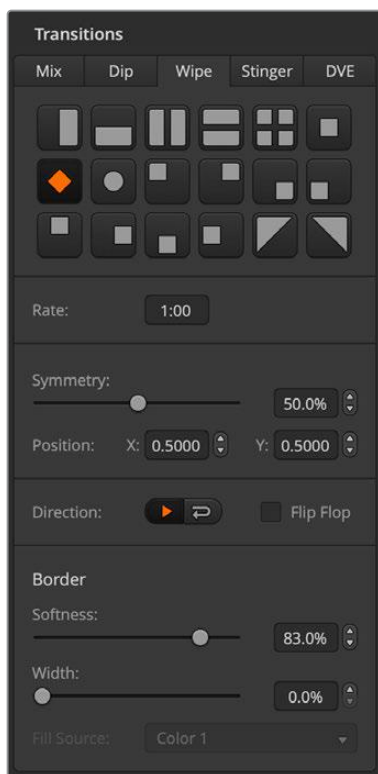 Transitions
Mix Dip Wipe Stinger DVE
Rate: 1:00
Symmetry:
50.0%
Position: X: 0.5000 Y: 0.5000
Direction: Flip Flop
Border
Softness:
83.0%
Width:
0.0%
Fill Source: Color 1